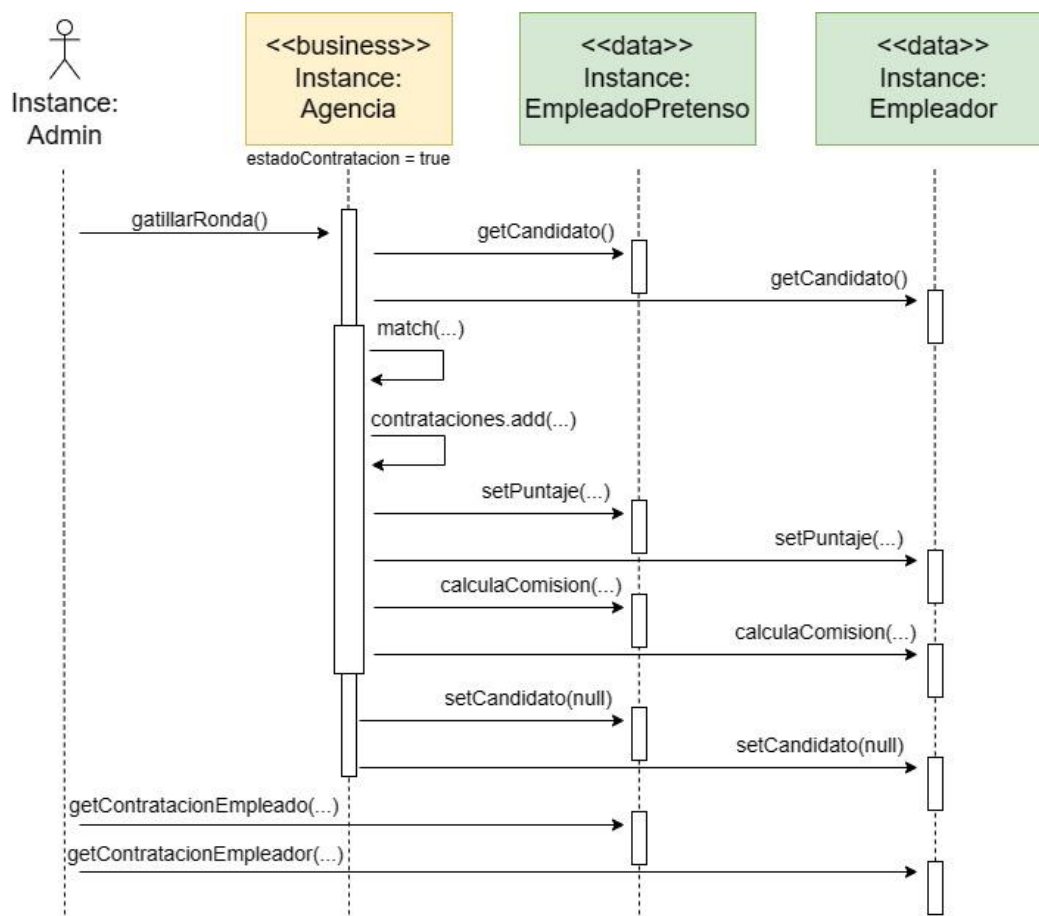 Instance:
Admin
<<business>>
Instance:
Agencia
estadoContratacion = true
<<data>>
Instance:
EmpleadoPretenso
<<data>>
Instance:
Empleador
gatillarRonda()
getCandidato()
getCandidato()
match(...)
contrataciones.add(...)
setPuntaje(...)
setPuntaje(...)
calculaComision(...)
calculaComision(...)
setCandidato(null)
setCandidato(null)
getContratacionEmpleado(...)
getContratacionEmpleador(...)